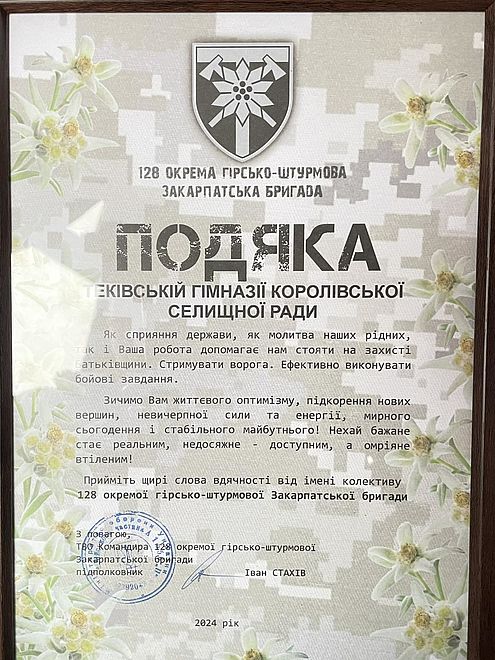 128 ОКРЕМА ГІРСЬКО-ШТУРМОВА
ЗАКАРПАТСЬКА БРИГАДА
ПОДЯКА
ТЕКІВСЬКІЙ ГІМНАЗІЇ КОРОЛІВСЬКОЇ
СЕЛИЩНОЇ РАДИ
Як сприяння держави, як молитва наших рідних,
так і Ваша робота допомагає нам стояти на захисті
Батьківщини. Стримувати ворога. Ефективно виконувати
бойові завдання.
Зичимо Вам життєвого оптимізму, підкорення нових
вершин, невичерпної сили та енергії, мирного
сьогодення і стабільного майбутнього! Нехай бажане
стає реальним, недосяжне - доступним, а омріяне
втіленим!
Прийміть щирі слова вдячності від імені колективу
128 окремої гірсько-штурмової Закарпатської бригади
З повагою,
ТВО Командира 128 окремої гірсько-штурмової
Закарпатської бригади
підполковник Іван СТАХІВ
2024 рік